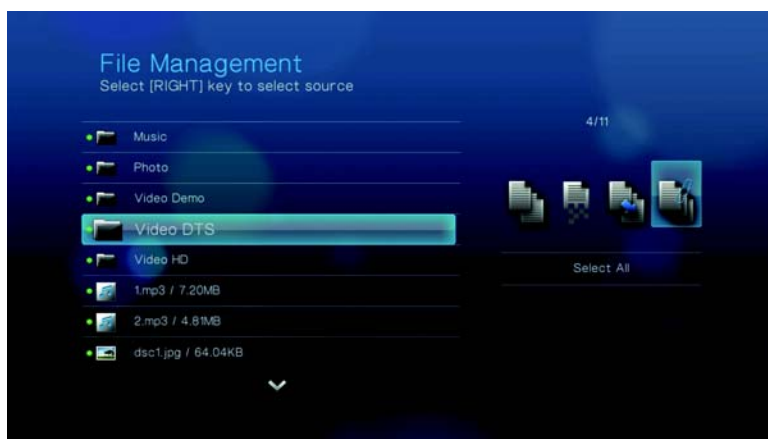 File Management
Select [RIGHT] key to select source
4/11
Music
Photo
Video Demo
Video DTS
Video HD
Select All
1.mp3 / 7.20MB
2.mp3 / 4.81MB
dsc1.jpg / 64.04KB